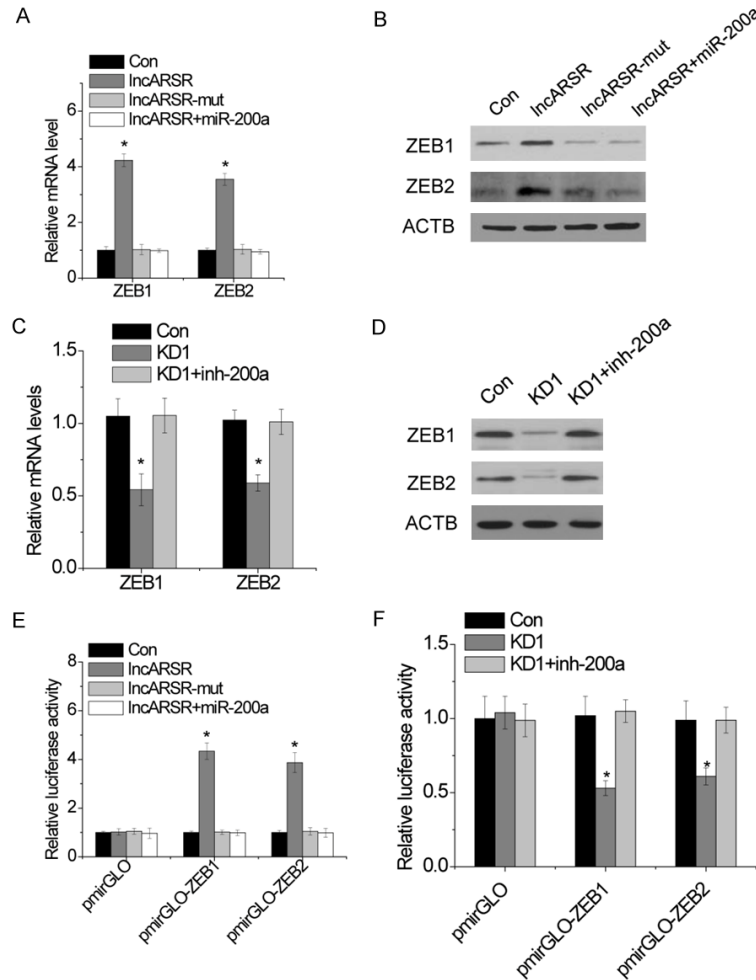 A
Con
lncARSR
lncARSR-mut
lncARSR+miR-200a
Relative mRNA level
6
4
2
0
*
*
ZEB1
ZEB2
B
Con
lncARSR
lncARSR-mut
lncARSR+miR-200a
ZEB1
ZEB2
ACTB
C
Con
KD1
KD1+inh-200a
Relative mRNA levels
1.5
1.0
0.5
0.0
*
*
ZEB1
ZEB2
D
Con
KD1
KD1+inh-200a
ZEB1
ZEB2
ACTB
E
Con
lncARSR
lncARSR-mut
lncARSR+miR-200a
Relative luciferase activity
8
6
4
2
0
*
*
pmirGLO
pmirGLO-ZEB1
pmirGLO-ZEB2
F
Con
KD1
KD1+inh-200a
Relative luciferase activity
1.5
1.0
0.5
0.0
*
*
pmirGLO
pmirGLO-ZEB1
pmirGLO-ZEB2